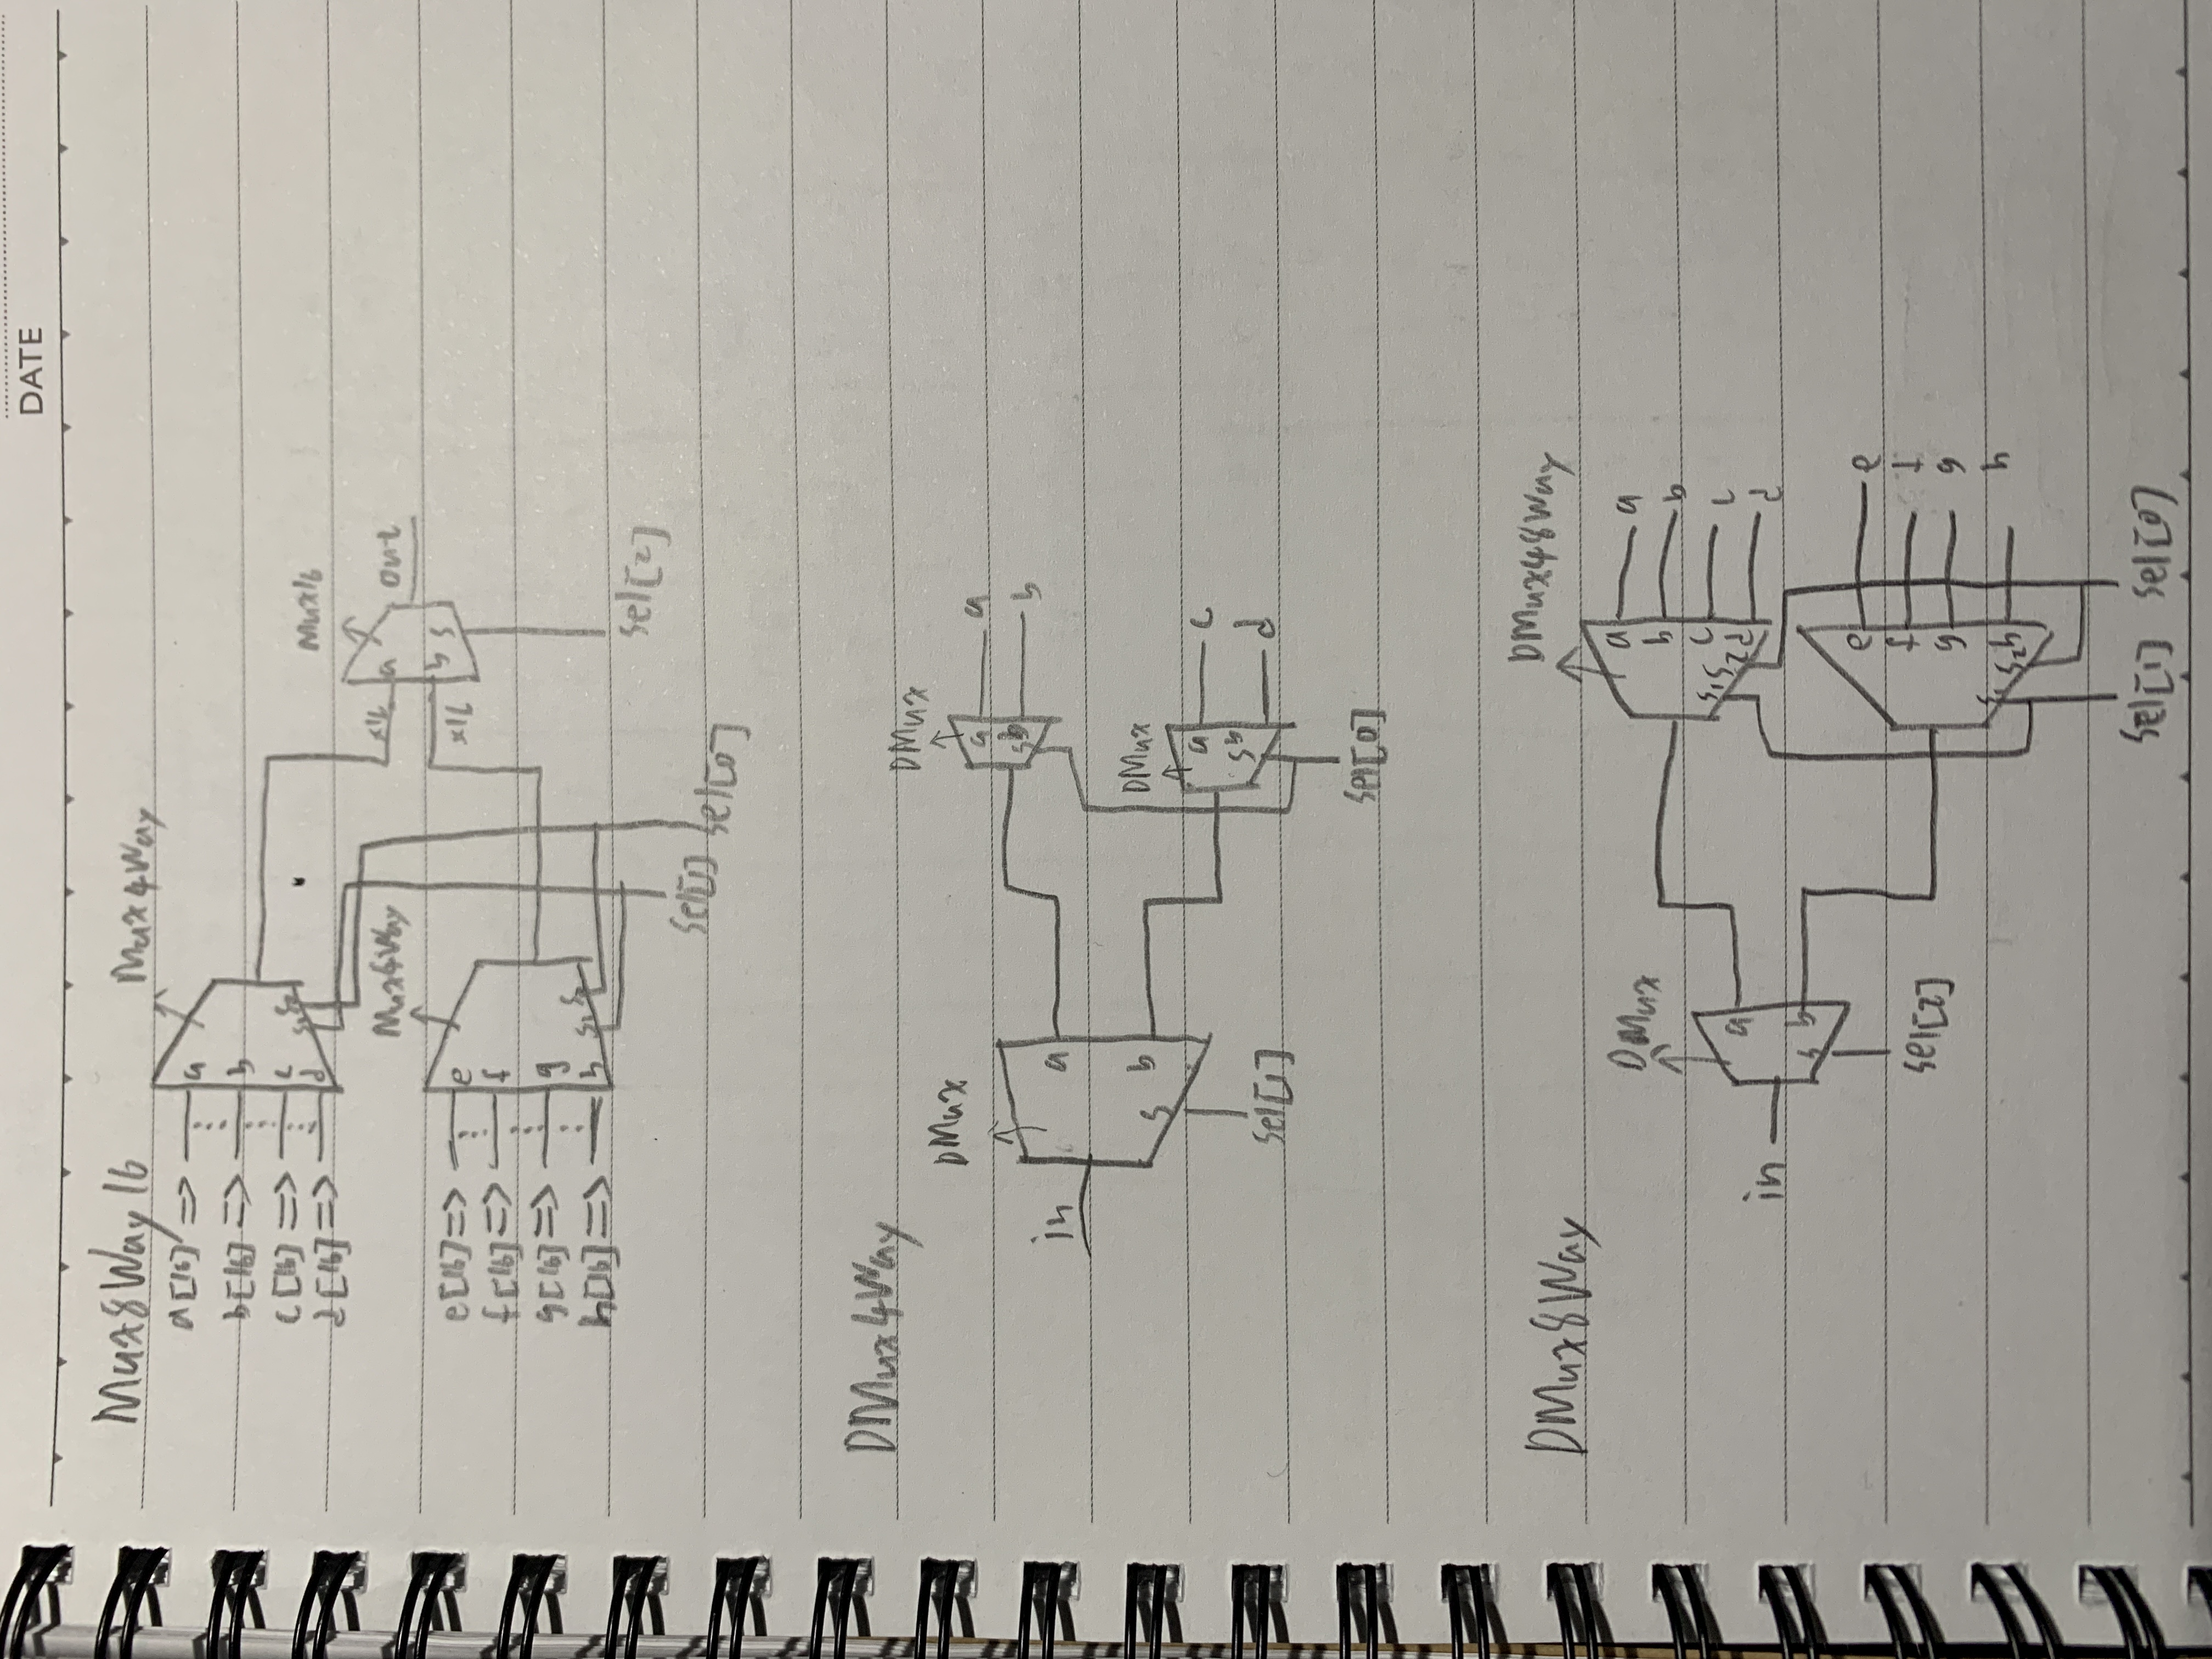 DATE
Mux8Way16
Mux4Way
a[16] => a
b[16] => b
c[16] => c
d[16] => d
S1 S2
Mux16
x16 a out
x16 b S
sel[2]
Mux4Way
e[16] => e
f[16] => f
g[16] => g
h[16] => h
S1 S2
sel[1] sel[0]
DMux4Way
DMux
in a
b
S
sel[1]
DMux
a a
b b
S
DMux
a c
b d
S
sel[0]
DMux8Way
DMux
in a
b
S
sel[2]
DMux48Way
a a
b b
c c
d d
S1 S2
e e
f f
g g
h h
S1 S2
sel[1] sel[0]